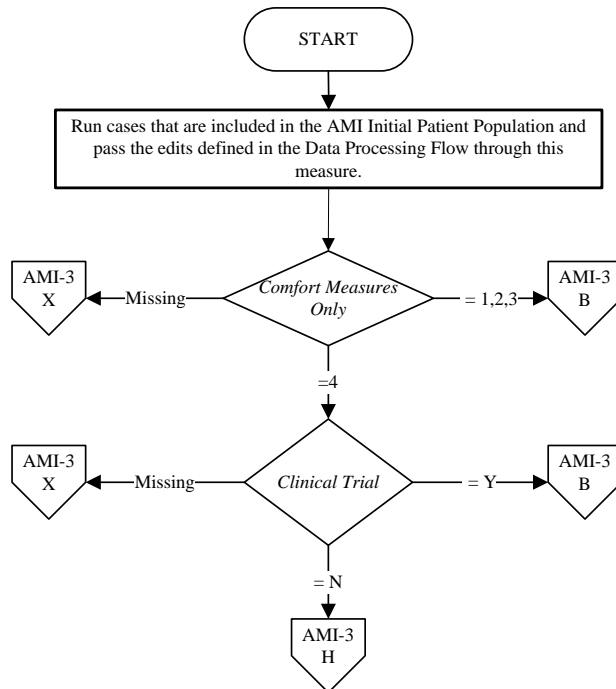 START
Run cases that are included in the AMI Initial Patient Population and
pass the edits defined in the Data Processing Flow through this
measure.
AMI-3
X
Missing
Comfort Measures
Only
= 1,2,3
AMI-3
B
=4
AMI-3
X
Missing
Clinical Trial
= Y
AMI-3
B
= N
AMI-3
H